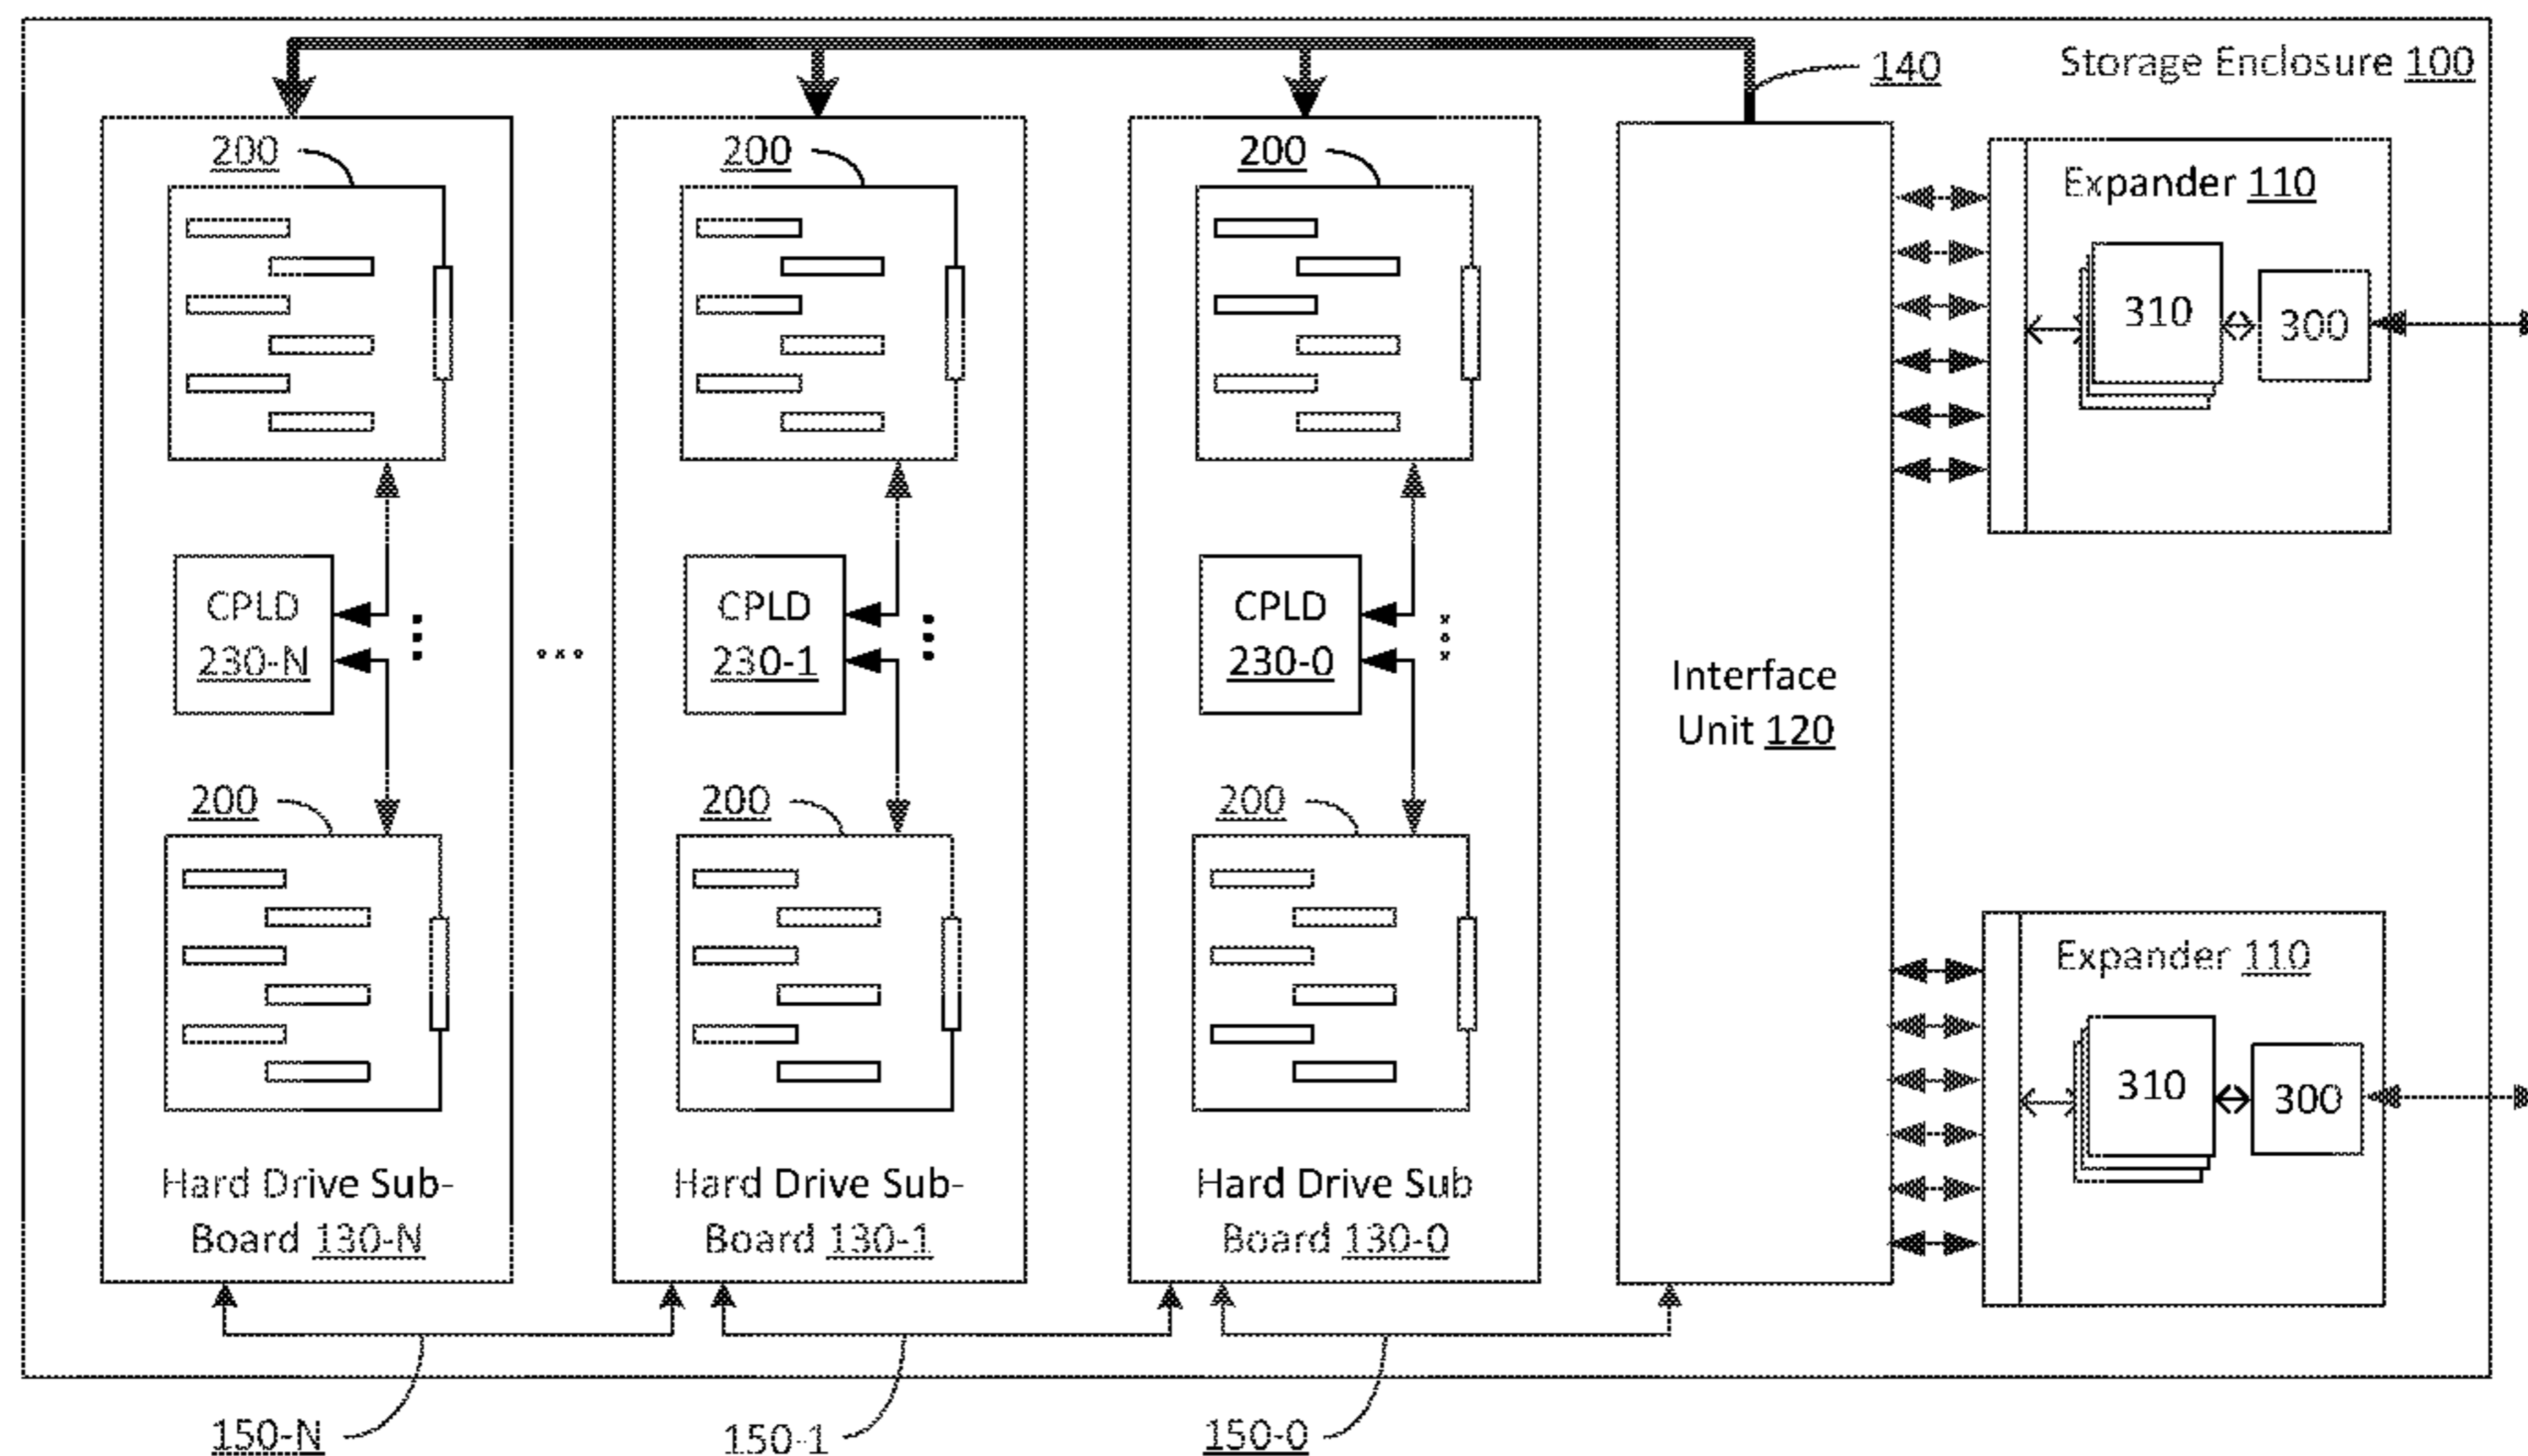 140
Storage Enclosure 100
200
200
200
Expander 110
310
300
CPLD
230-N
CPLD
230-1
CPLD
230-0
Interface
Unit 120
200
200
200
Expander 110
310
300
Hard Drive Sub-
Board 130-N
Hard Drive Sub-
Board 130-1
Hard Drive Sub
Board 130-0
150-N
150-1
150-0